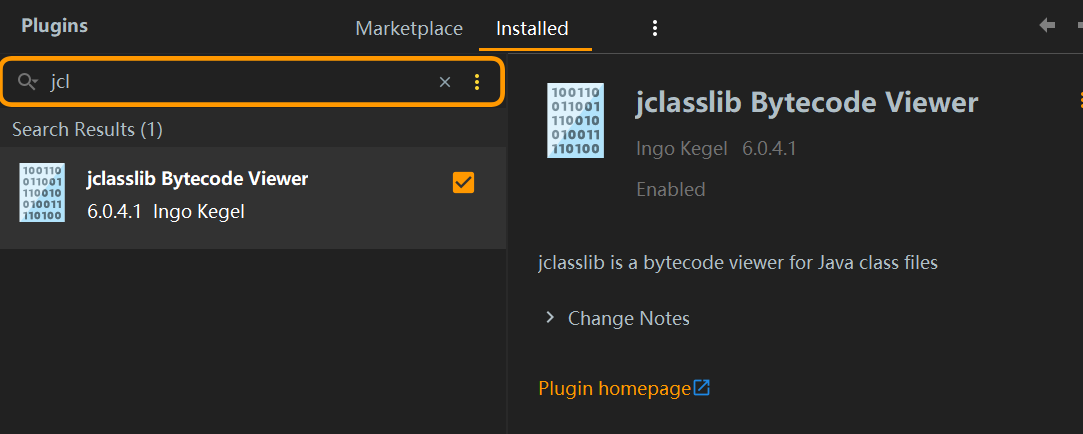 Plugins
Marketplace
Installed
jcl
Search Results (1)
100110
011001
110010
010011
110100
jclasslib Bytecode Viewer
6.0.4.1 Ingo Kegel
100110
011001
110010
010011
110100
jclasslib Bytecode Viewer
Ingo Kegel 6.0.4.1
Enabled
jclasslib is a bytecode viewer for Java class files
Change Notes
Plugin homepage